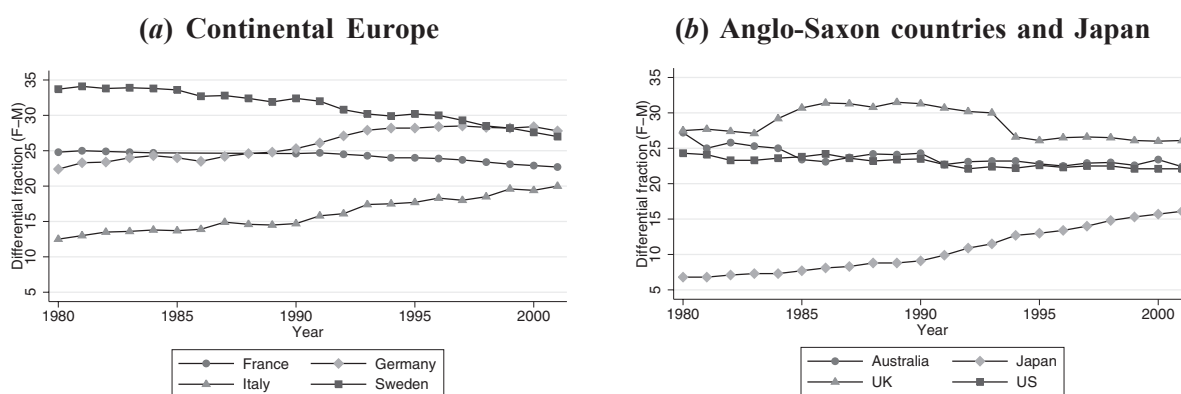 (a) Continental Europe
Differential fraction (F–M)
35
30
25
20
15
10
5
1980 1985 1990 1995 2000
Year
France Germany
Italy Sweden
(b) Anglo-Saxon countries and Japan
Differential fraction (F–M)
35
30
25
20
15
10
5
1980 1985 1990 1995 2000
Year
Australia Japan
UK US